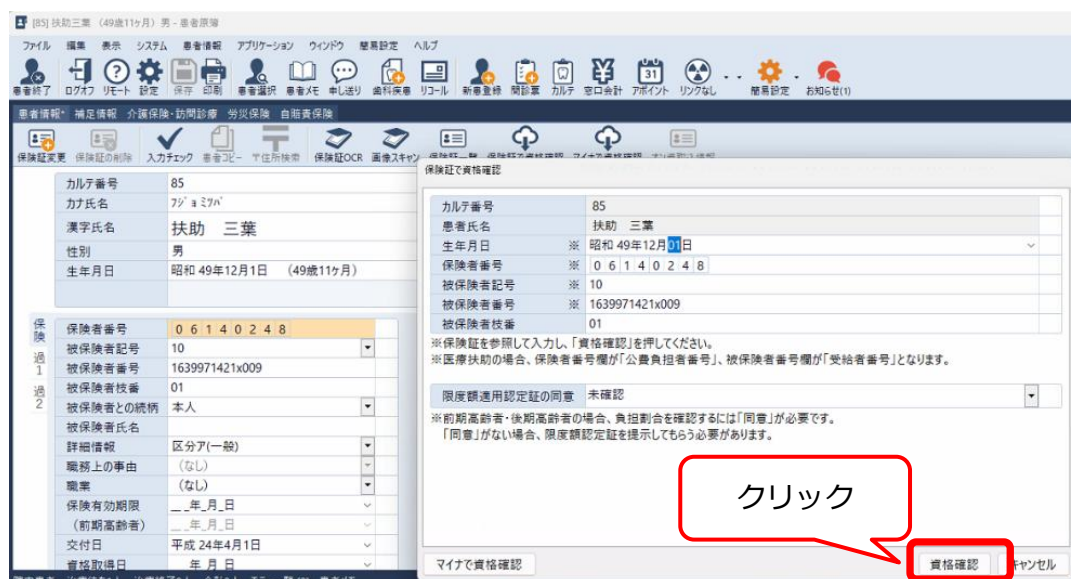 [85] 扶助三葉 (49歳11ヶ月) 男 - 患者原簿
ファイル 編集 表示 システム 患者情報 アプリケーション ウィンドウ 簡易設定 ヘルプ
患者終了 ログオフ リモート 設定 保存 印刷 患者選択 患者メモ 申し送り 歯科疾患 リコール 新患登録 問診票 カルテ 窓口会計 アポイント リンクなし 簡易設定 お知らせ(1)
患者情報* 補足情報 介護保険・訪問診療 労災保険 自賠責保険
保険証変更 保険証の削除 入力チェック 患者コピー 〒住所検索 保険証OCR 画像スキャン
カルテ番号 85
カナ氏名 フジョ ミツバ
漢字氏名 扶助 三葉
性別 男
生年月日 昭和 49年12月1日 (49歳11ヶ月)
保険
過1
過2
保険者番号 0 6 1 4 0 2 4 8
被保険者記号 10
被保険者番号 1639971421x009
被保険者枝番 01
被保険者との続柄 本人
被保険者氏名
詳細情報 区分ア(一般)
職務上の事由 (なし)
職業 (なし)
保険有効期限 __年_月_日
(前期高齢者) __年_月_日
交付日 平成 24年4月1日
資格取得日 年 月 日
保険証で資格確認
カルテ番号 85
患者氏名 扶助 三葉
生年月日 ※ 昭和 49年12月01日
保険者番号 ※ 0 6 1 4 0 2 4 8
被保険者記号 ※ 10
被保険者番号 ※ 1639971421x009
被保険者枝番 01
※保険証を参照して入力し、「資格確認」を押してください。
※医療扶助の場合、保険者番号欄が「公費負担者番号」、被保険者番号欄が「受給者番号」となります。
限度額適用認定証の同意 未確認
※前期高齢者・後期高齢者の場合、負担割合を確認するには「同意」が必要です。
「同意」がない場合、限度額認定証を提示してもらう必要があります。
クリック
マイナで資格確認 資格確認 キャンセル